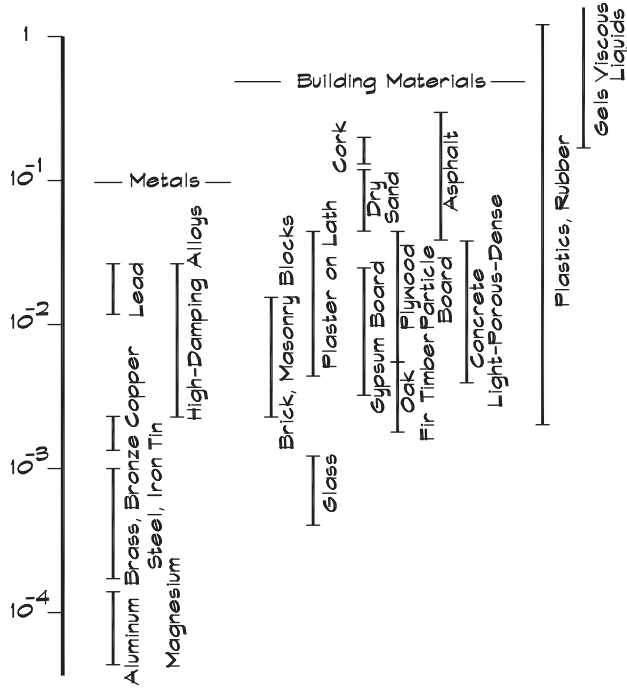 1
10-1
10-2
10-3
10-4
Metals
Building Materials
Aluminum Brass, Bronze Copper Lead
Magnesium Steel, Iron Tin
High-Damping Alloys
Brick, Masonry Blocks
Glass Plaster on Lath
Cork
Dry
Sand
Gypsum Board
Oak Plywood
Fir Timber Particle
Board
Asphalt
Concrete
Light-Porous-Dense
Plastics, Rubber
Gels Viscous
Liquids